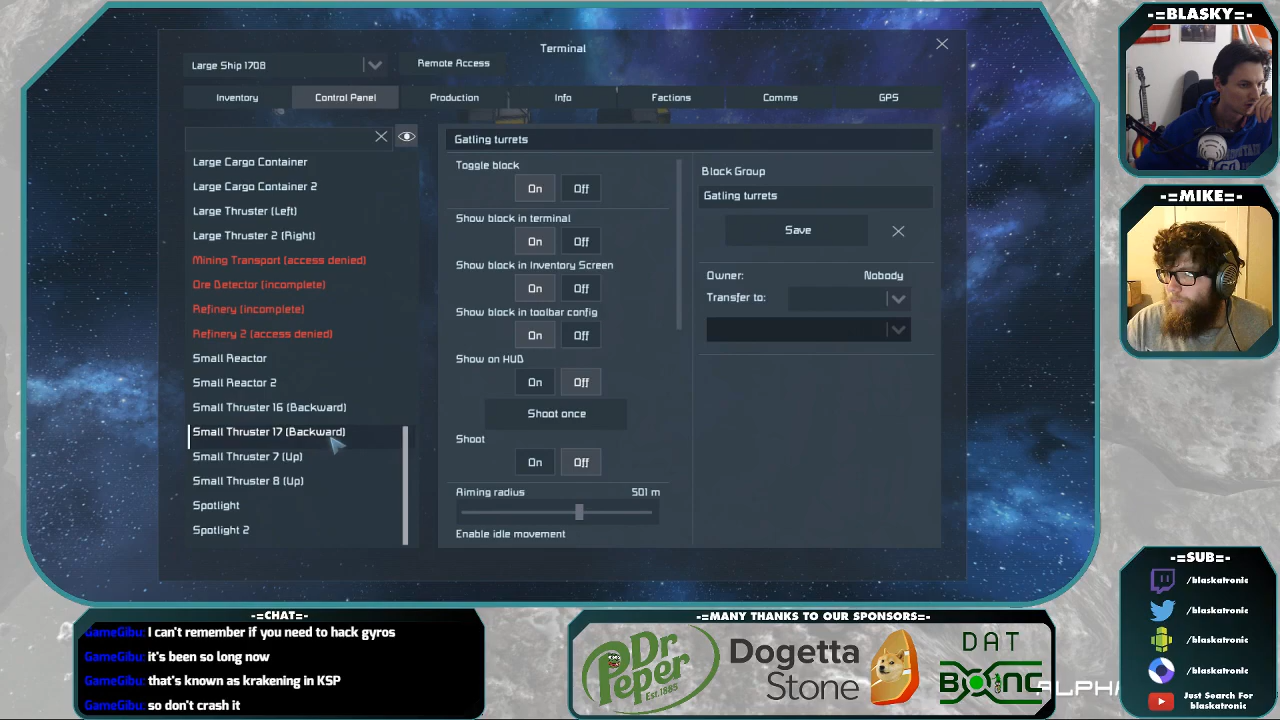 Terminal
Large Ship 1708
Remote Access
Inventory
Control Panel
Production
Info
Factions
Comms
GPS
Large Cargo Container
Large Cargo Container 2
Large Thruster (Left)
Large Thruster 2 (Right)
Mining Transport (access denied)
Ore Detector (incomplete)
Refinery (incomplete)
Refinery 2 (access denied)
Small Reactor
Small Reactor 2
Small Thruster 16 (Backward)
Small Thruster 17 (Backward)
Small Thruster 7 (Up)
Small Thruster 8 (Up)
Spotlight
Spotlight 2
Gatling turrets
Toggle block
On Off
Show block in terminal
On Off
Show block in Inventory Screen
On Off
Show block in toolbar config
On Off
Show on HUD
On Off
Shoot once
Shoot
On Off
Aiming radius 501 m
Enable idle movement
Block Group
Gatling turrets
Save
Owner: Nobody
Transfer to:
-=BLASKY=-
-=MIKE=-
-=SUB=-
/blaskatronic
/blaskatronic
/blaskatronic
/blaskatronic
Just Search For
blaskatronic
-=CHAT=-
GameGibu: I can't remember if you need to hack gyros
GameGibu: it's been so long now
GameGibu: that's known as krakening in KSP
GameGibu: so don't crash it
-=MANY THANKS TO OUR SPONSORS=-
Dr Peper
Dogetta
Stone
DAT
ALPHA